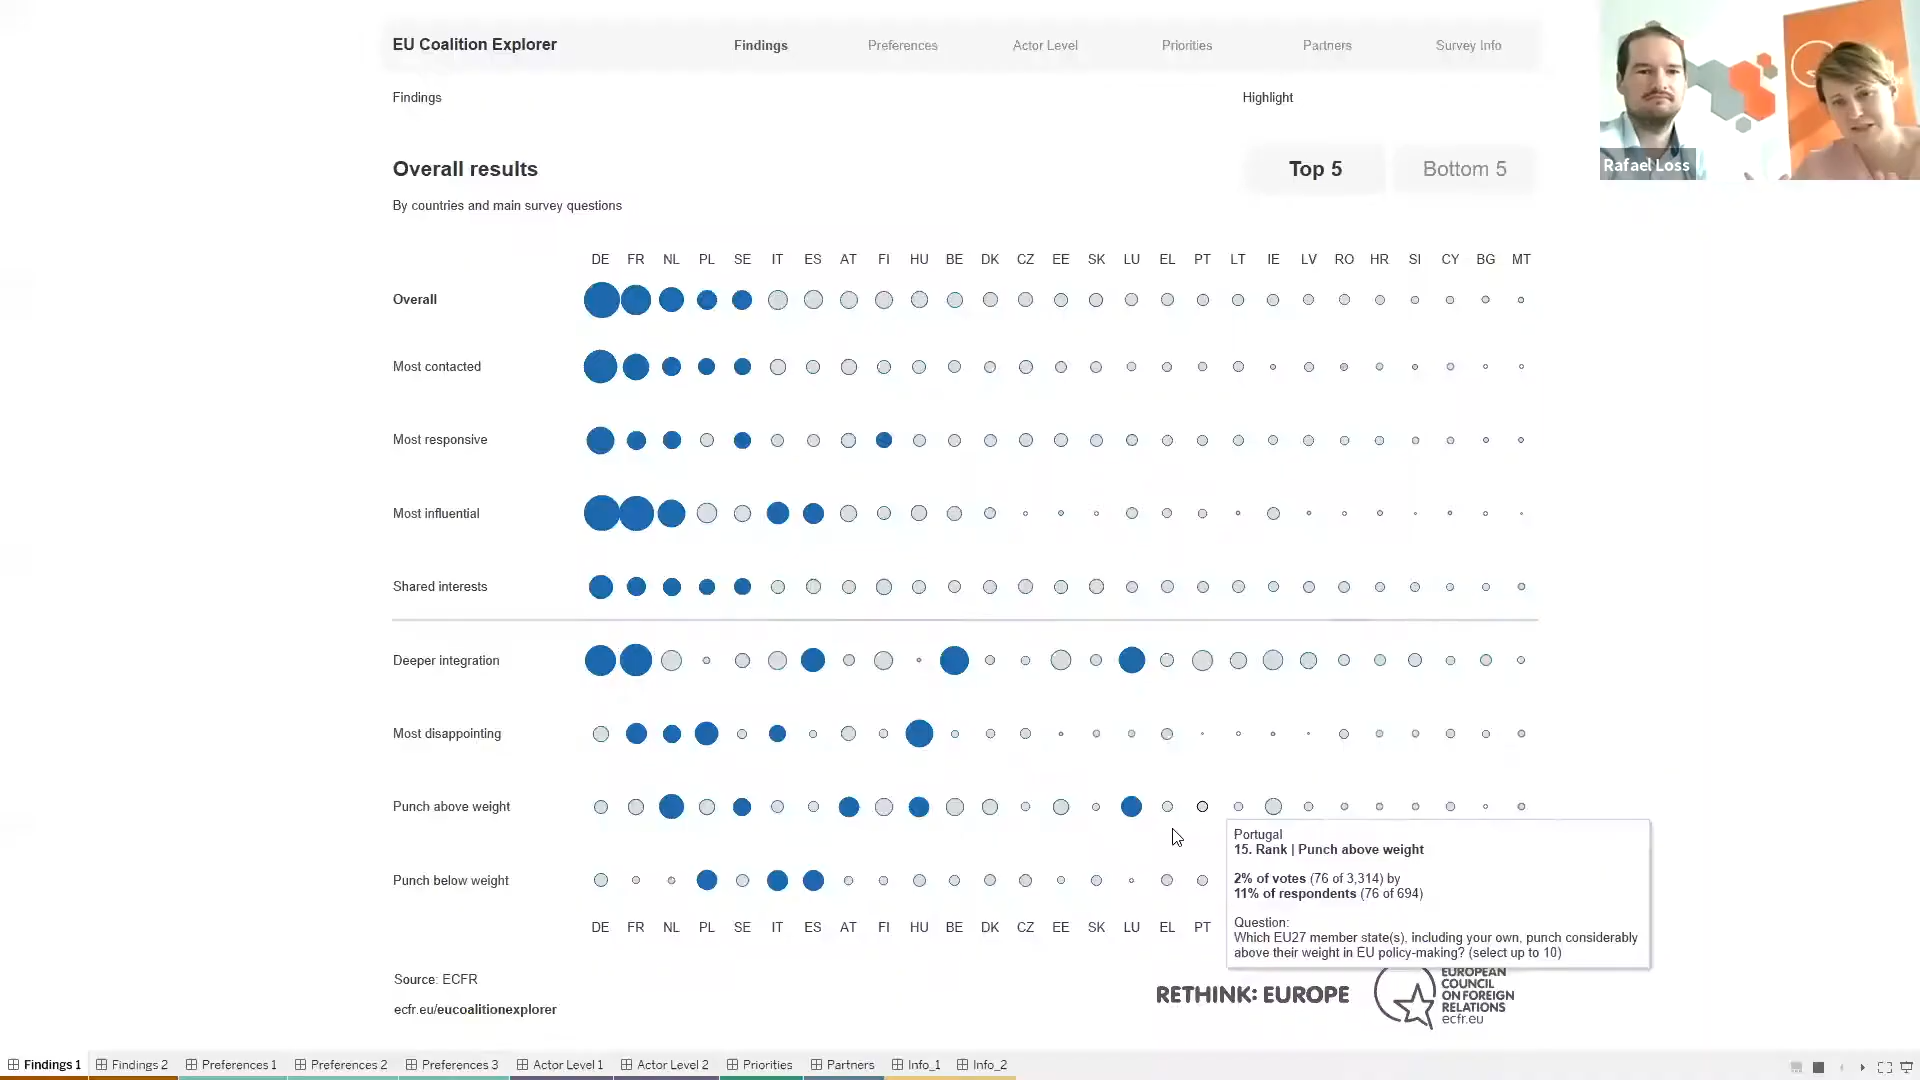 EU Coalition Explorer Findings Preferences Actor Level Priorities Partners Survey Info
Rafael Loss
Findings Highlight
Overall results Top 5 Bottom 5
By countries and main survey questions
DE FR NL PL SE IT ES AT FI HU BE DK CZ EE SK LU EL PT LT IE LV RO HR SI CY BG MT
Overall
Most contacted
Most responsive
Most influential
Shared interests
Deeper integration
Most disappointing
Punch above weight
Punch below weight
DE FR NL PL SE IT ES AT FI HU BE DK CZ EE SK LU EL PT
Portugal
15. Rank | Punch above weight
2% of votes (76 of 3,314) by
11% of respondents (76 of 694)
Question:
Which EU27 member state(s), including your own, punch considerably
above their weight in EU policy-making? (select up to 10)
Source: ECFR
ecfr.eu/eucoalitionexplorer
RETHINK: EUROPE
EUROPEAN
COUNCIL
ON FOREIGN
RELATIONS
ecfr.eu
Findings 1 Findings 2 Preferences 1 Preferences 2 Preferences 3 Actor Level 1 Actor Level 2 Priorities Partners Info_1 Info_2